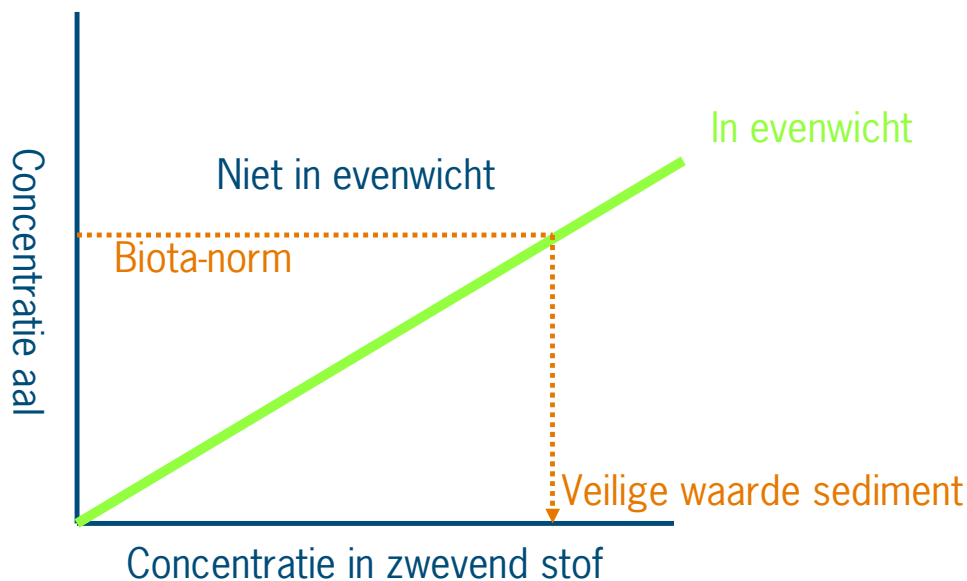 In evenwicht
Niet in evenwicht
Concentratie aal
Biota-norm
Veilige waarde sediment
Concentratie in zwevend stof